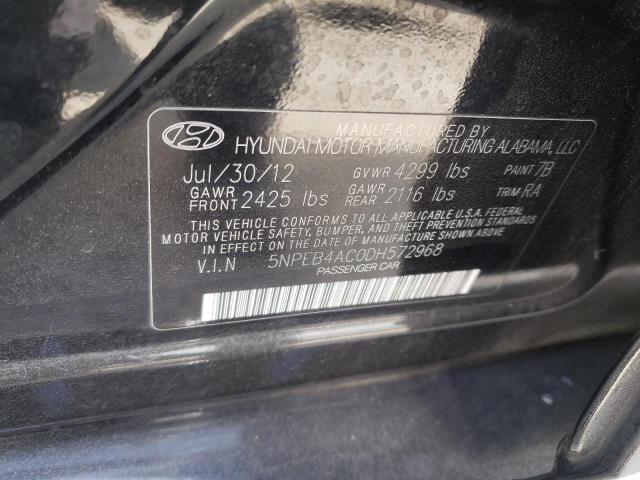 MANUFACTURED BY
HYUNDAI MOTOR MANUFACTURING ALABAMA, LLC
Jul/30/12 GVWR 4299 lbs PAINT 7B
GAWR FRONT 2425 lbs GAWR REAR 2116 lbs TRIM RA
THIS VEHICLE CONFORMS TO ALL APPLICABLE U.S.A. FEDERAL
MOTOR VEHICLE SAFETY, BUMPER, AND THEFT PREVENTION STANDARDS
IN EFFECT ON THE DATE OF MANUFACTURE SHOWN ABOVE
V.I.N 5NPEB4AC0DH572968
PASSENGER CAR